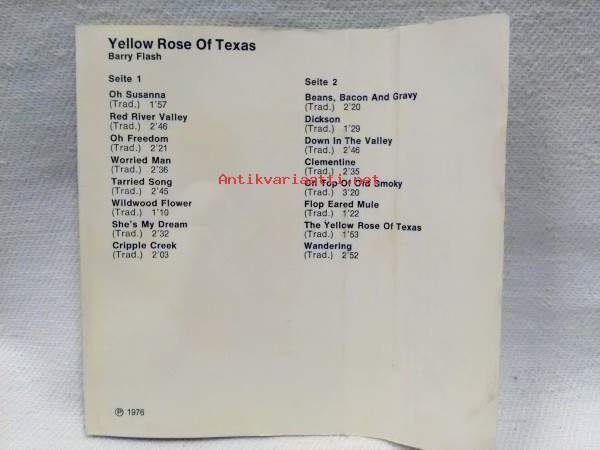 Yellow Rose Of Texas
Barry Flash
Seite 1
Oh Susanna
(Trad.) 1'57
Red River Valley
(Trad.) 2'46
Oh Freedom
(Trad.) 2'21
Worried Man
(Trad.) 2'36
Tarried Song
(Trad.) 2'45
Wildwood Flower
(Trad.) 1'10
She's My Dream
(Trad.) 2'32
Cripple Creek
(Trad.) 2'03
Seite 2
Beans, Bacon And Gravy
(Trad.) 2'20
Dickson
(Trad.) 1'29
Down In The Valley
(Trad.) 2'46
Clementine
(Trad.) 2'35
On Top Of Old Smoky
(Trad.) 3'20
Flop Eared Mule
(Trad.) 1'22
The Yellow Rose Of Texas
(Trad.) 1'53
Wandering
(Trad.) 2'52
Antikvariaatti.net
℗ 1976